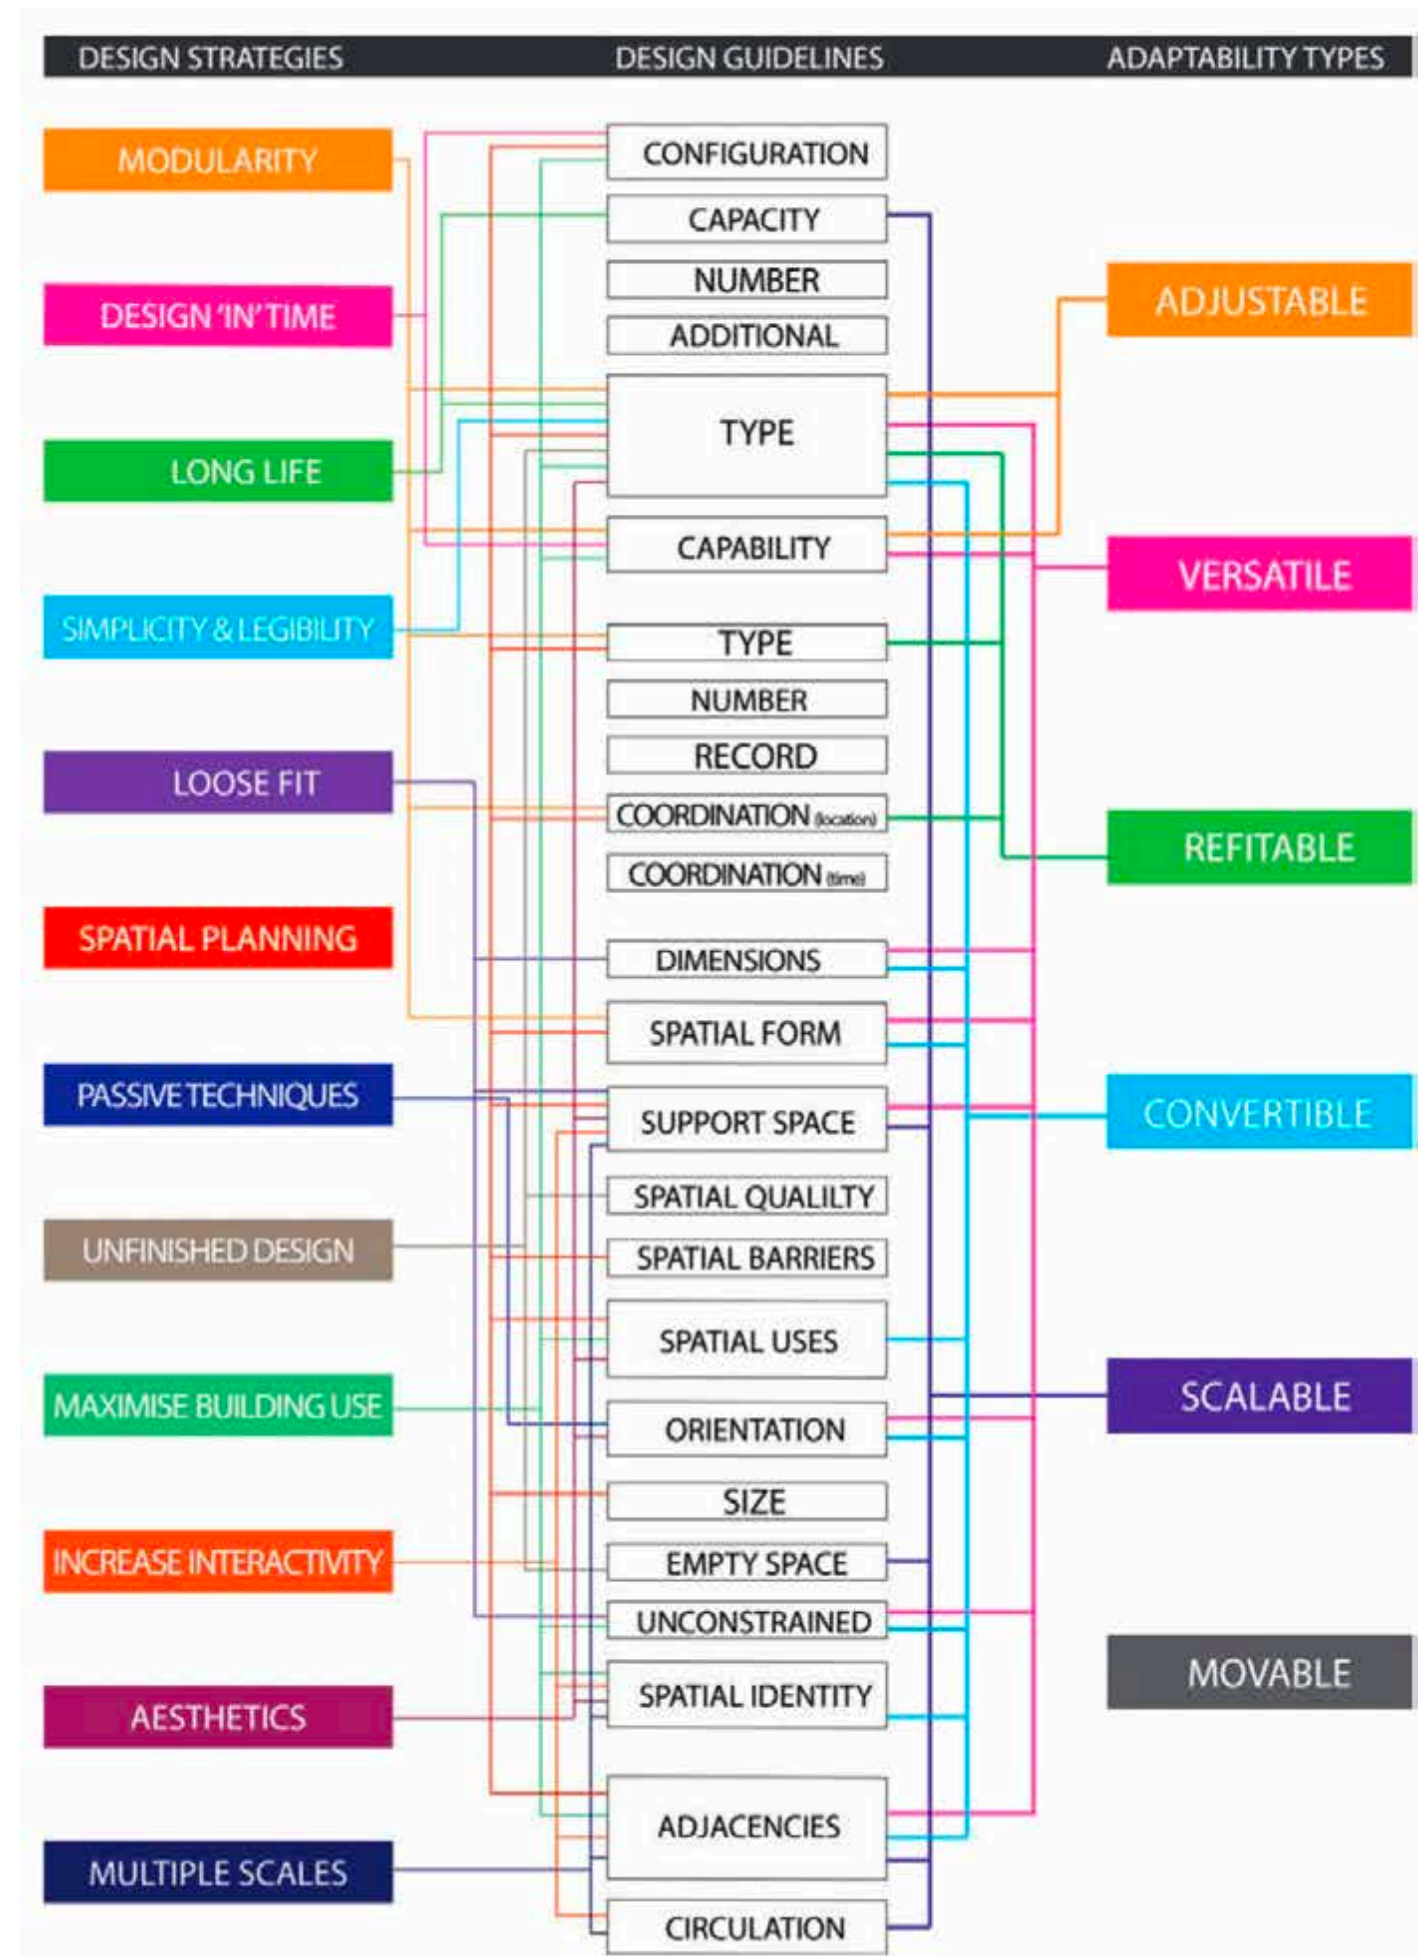 DESIGN STRATEGIES
DESIGN GUIDELINES
ADAPTABILITY TYPES
MODULARITY
DESIGN 'IN' TIME
LONG LIFE
SIMPLICITY & LEGIBILITY
LOOSE FIT
SPATIAL PLANNING
PASSIVE TECHNIQUES
UNFINISHED DESIGN
MAXIMISE BUILDING USE
INCREASE INTERACTIVITY
AESTHETICS
MULTIPLE SCALES
CONFIGURATION
CAPACITY
NUMBER
ADDITIONAL
TYPE
CAPABILITY
TYPE
NUMBER
RECORD
COORDINATION (location)
COORDINATION (time)
DIMENSIONS
SPATIAL FORM
SUPPORT SPACE
SPATIAL QUALILTY
SPATIAL BARRIERS
SPATIAL USES
ORIENTATION
SIZE
EMPTY SPACE
UNCONSTRAINED
SPATIAL IDENTITY
ADJACENCIES
CIRCULATION
ADJUSTABLE
VERSATILE
REFITABLE
CONVERTIBLE
SCALABLE
MOVABLE